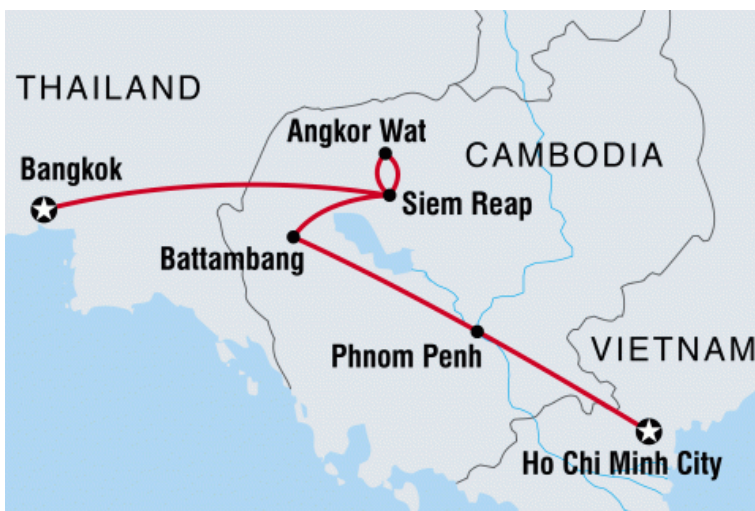 THAILAND
Angkor Wat
CAMBODIA
Bangkok
Siem Reap
Battambang
Phnom Penh
VIETNAM
Ho Chi Minh City